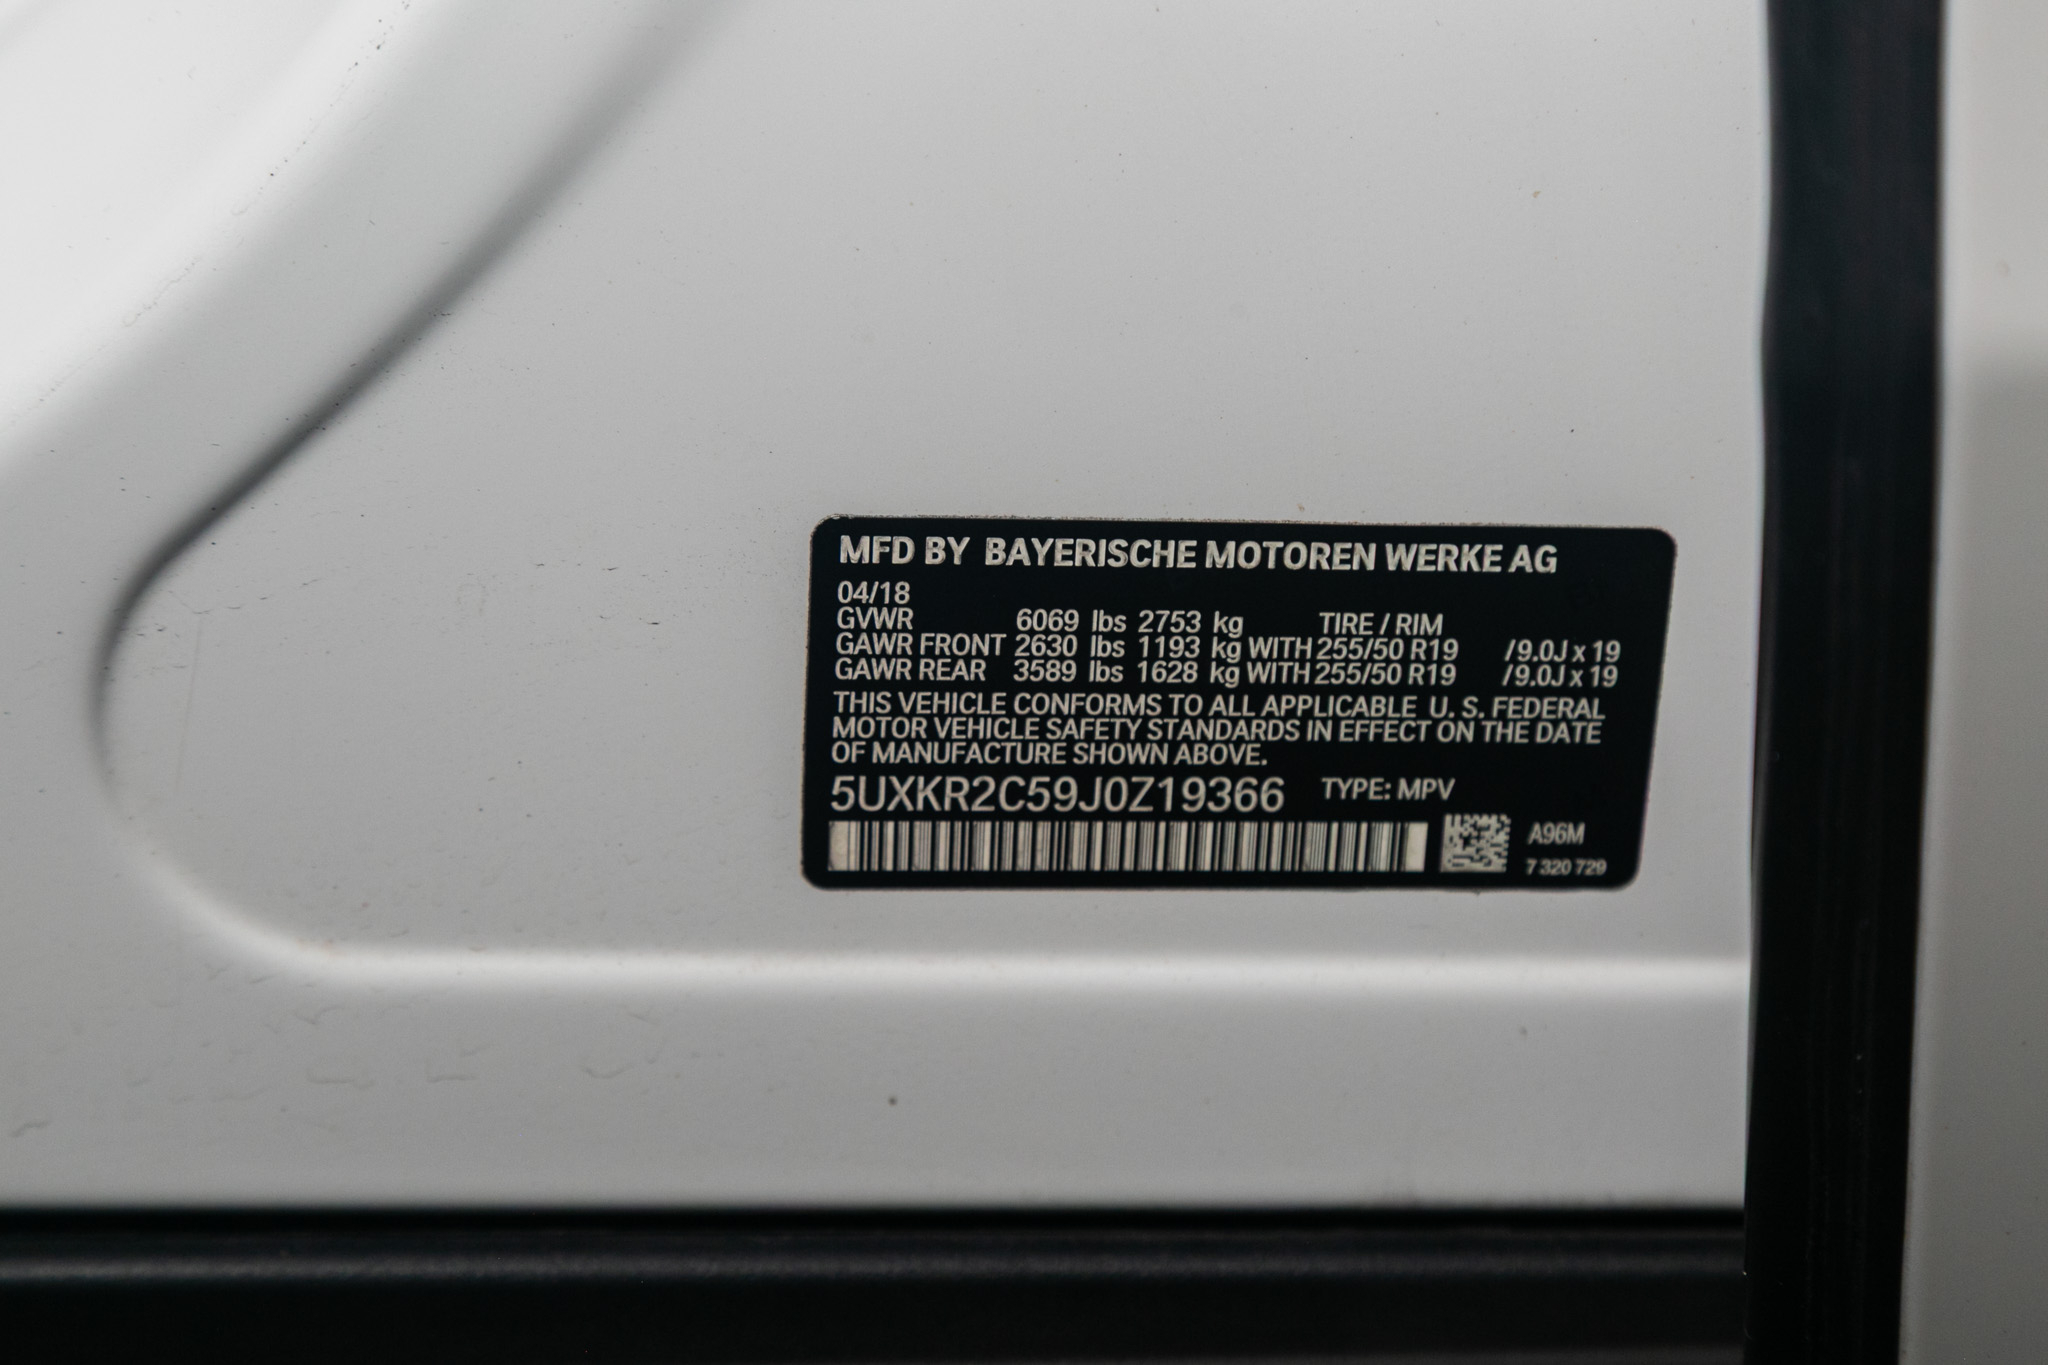 MFD BY BAYERISCHE MOTOREN WERKE AG
04/18
GVWR 6069 lbs 2753 kg TIRE / RIM
GAWR FRONT 2630 lbs 1193 kg WITH 255/50 R19 /9.0J x 19
GAWR REAR 3589 lbs 1628 kg WITH 255/50 R19 /9.0J x 19
THIS VEHICLE CONFORMS TO ALL APPLICABLE U. S. FEDERAL
MOTOR VEHICLE SAFETY STANDARDS IN EFFECT ON THE DATE
OF MANUFACTURE SHOWN ABOVE.
5UXKR2C59J0Z19366 TYPE: MPV
A96M
7 320 729